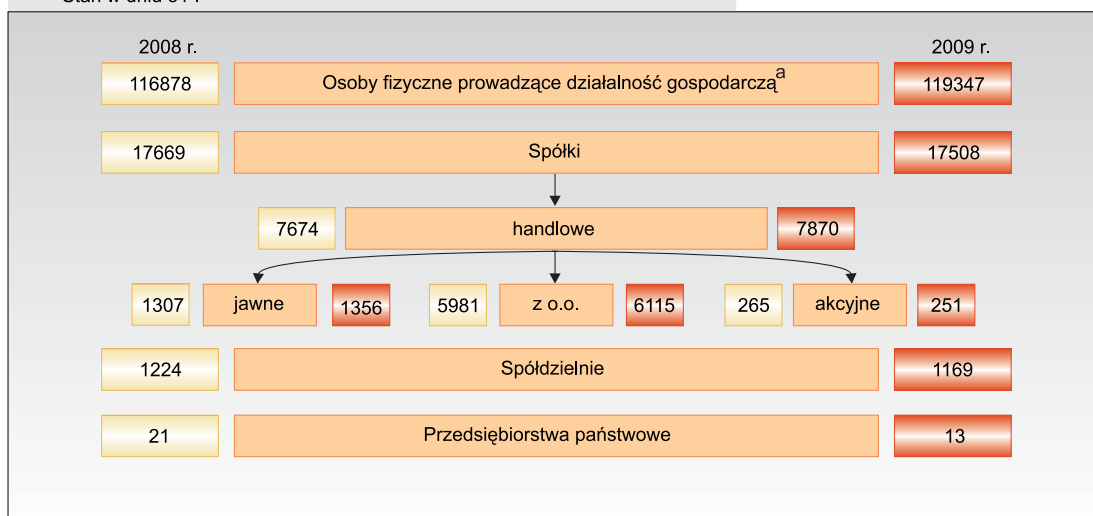 2008 r. 2009 r.
116878 Osoby fizyczne prowadzące działalność gospodarczą a 119347
17669 Spółki 17508
7674 handlowe 7870
1307 jawne 1356 5981 z o.o. 6115 265 akcyjne 251
1224 Spółdzielnie 1169
21 Przedsiębiorstwa państwowe 13